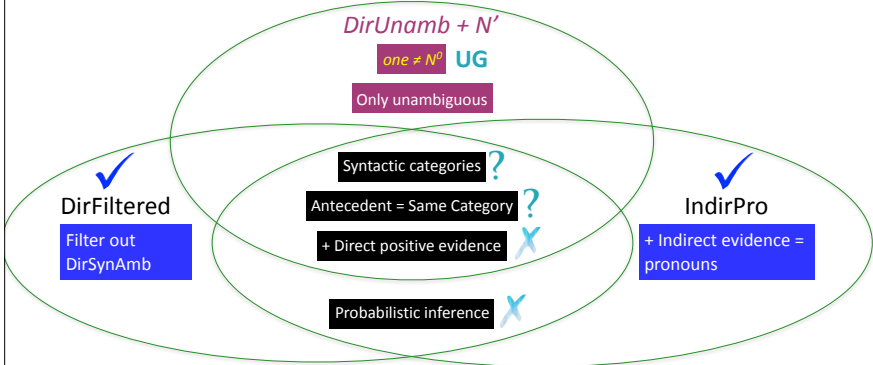 DirUnamb + N’
one ≠ N⁰ UG
Only unambiguous
Syntactic categories ?
Antecedent = Same Category ?
+ Direct positive evidence
DirFiltered
Filter out
DirSynAmb
IndirPro
+ Indirect evidence =
pronouns
Probabilistic inference